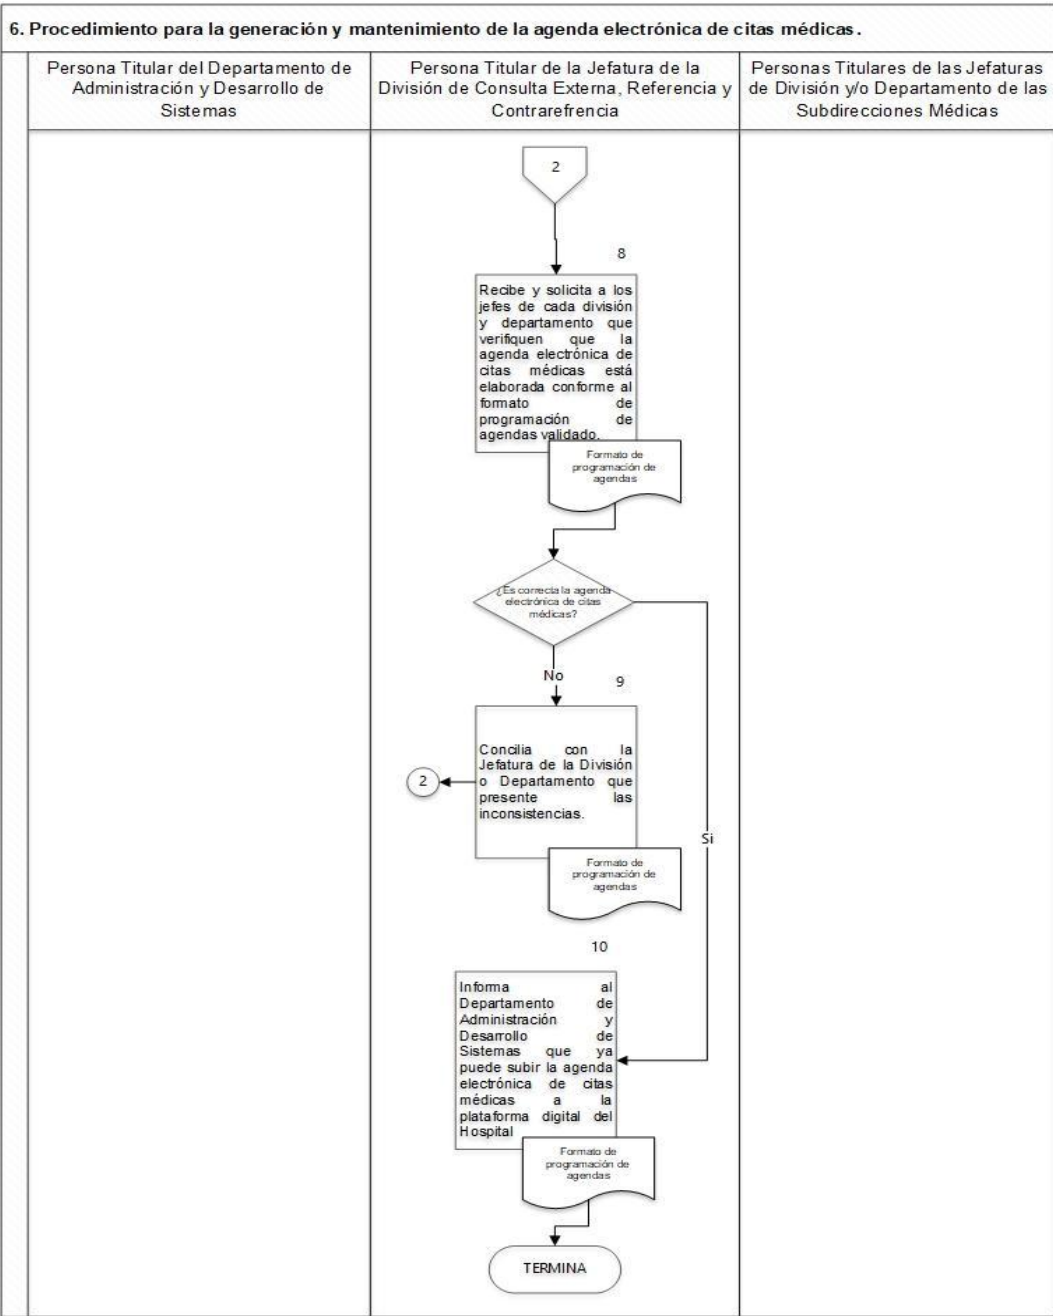 6. Procedimiento para la generación y mantenimiento de la agenda electrónica de citas médicas.
Persona Titular del Departamento de
Administración y Desarrollo de
Sistemas
Persona Titular de la Jefatura de la
División de Consulta Externa, Referencia y
Contrarefrencia
Personas Titulares de las Jefaturas
de División y/o Departamento de las
Subdirecciones Médicas
2
8
Recibe y solicita a los
jefes de cada división
y departamento que
verifiquen que la
agenda electrónica de
citas médicas está
elaborada conforme al
formato de
programación de
agendas validado.
Formato de
programación de
agendas
¿Es correcta la agenda
electrónica de citas
médicas?
No
9
Concilia con la
Jefatura de la División
o Departamento que
presente las
inconsistencias.
2
Si
Formato de
programación de
agendas
10
Informa al
Departamento de
Administración y
Desarrollo de
Sistemas que ya
puede subir la agenda
electrónica de citas
médicas a la
plataforma digital del
Hospital
Formato de
programación de
agendas
TERMINA